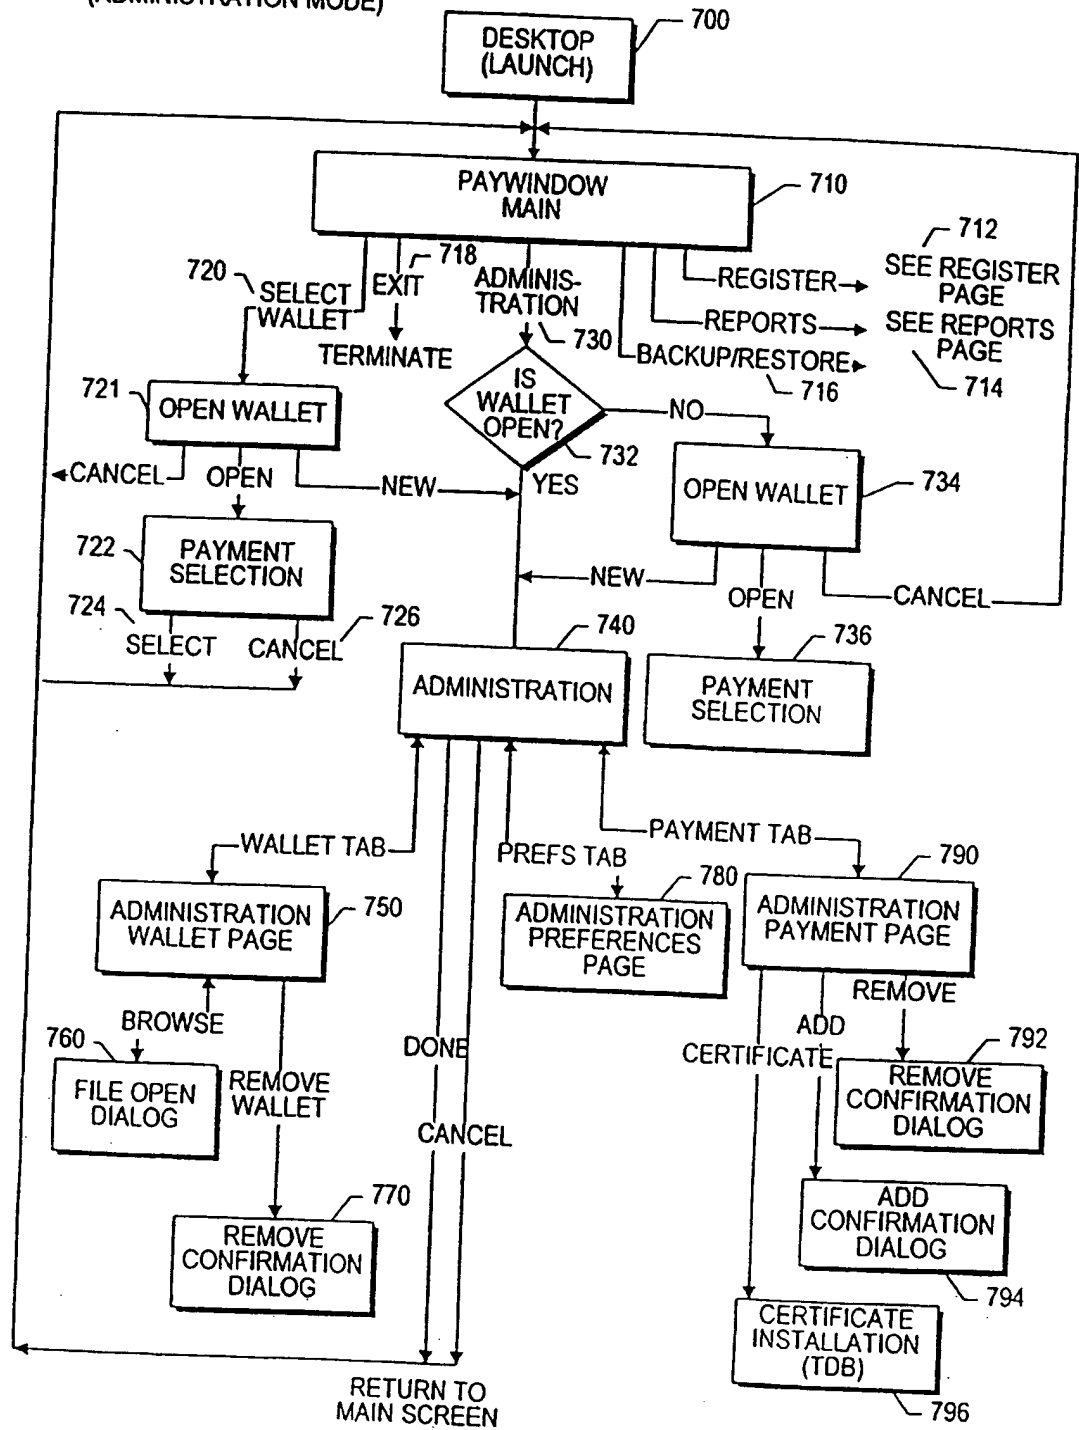 (ADMINISTRATION MODE)
DESKTOP
(LAUNCH)
700
PAYWINDOW
MAIN
710
712
718
720
SELECT
WALLET
EXIT
ADMINIS-
TRATION
REGISTER
SEE REGISTER
PAGE
REPORTS
SEE REPORTS
PAGE
730
TERMINATE
BACKUP/RESTORE
716
714
721
OPEN WALLET
IS
WALLET
OPEN?
NO
732
CANCEL
OPEN
NEW
YES
OPEN WALLET
734
722
PAYMENT
SELECTION
NEW
OPEN
CANCEL
724
SELECT
CANCEL
726
740
736
ADMINISTRATION
PAYMENT
SELECTION
WALLET TAB
PREFS TAB
PAYMENT TAB
790
780
ADMINISTRATION
WALLET PAGE
750
ADMINISTRATION
PREFERENCES
PAGE
ADMINISTRATION
PAYMENT PAGE
REMOVE
BROWSE
760
ADD
DONE
CERTIFICATE
792
FILE OPEN
DIALOG
REMOVE
WALLET
REMOVE
CONFIRMATION
DIALOG
CANCEL
770
REMOVE
CONFIRMATION
DIALOG
ADD
CONFIRMATION
DIALOG
794
CERTIFICATE
INSTALLATION
(TDB)
796
RETURN TO
MAIN SCREEN